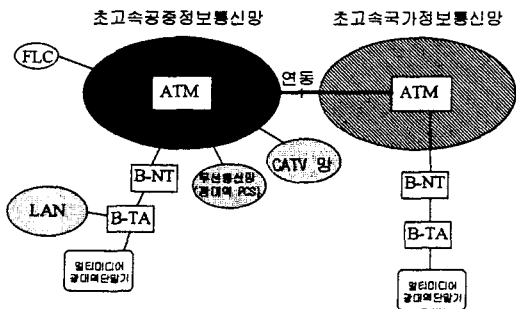 초고속공중정보통신망
초고속국가정보통신망
FLC
ATM
연동
ATM
B-NT
무선통신망
(광대역 PCS)
CATV 망
B-NT
LAN
B-TA
B-TA
멀티미디어
광대역단말기
멀티미디어
광대역단말기